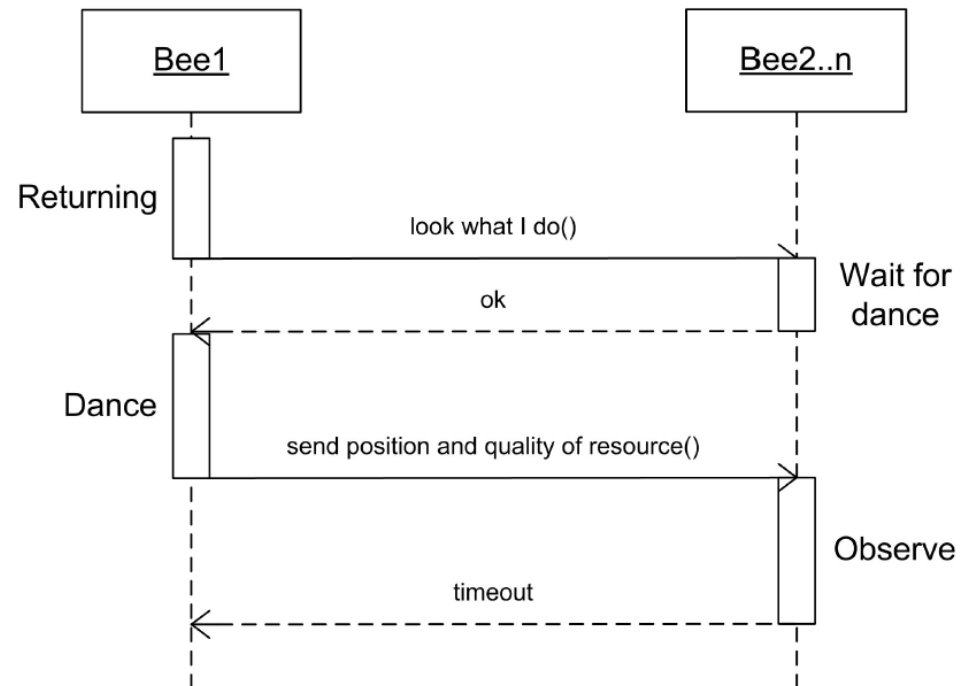 Bee1
Bee2..n
Returning
look what I do()
Wait for
dance
ok
Dance
send position and quality of resource()
Observe
timeout